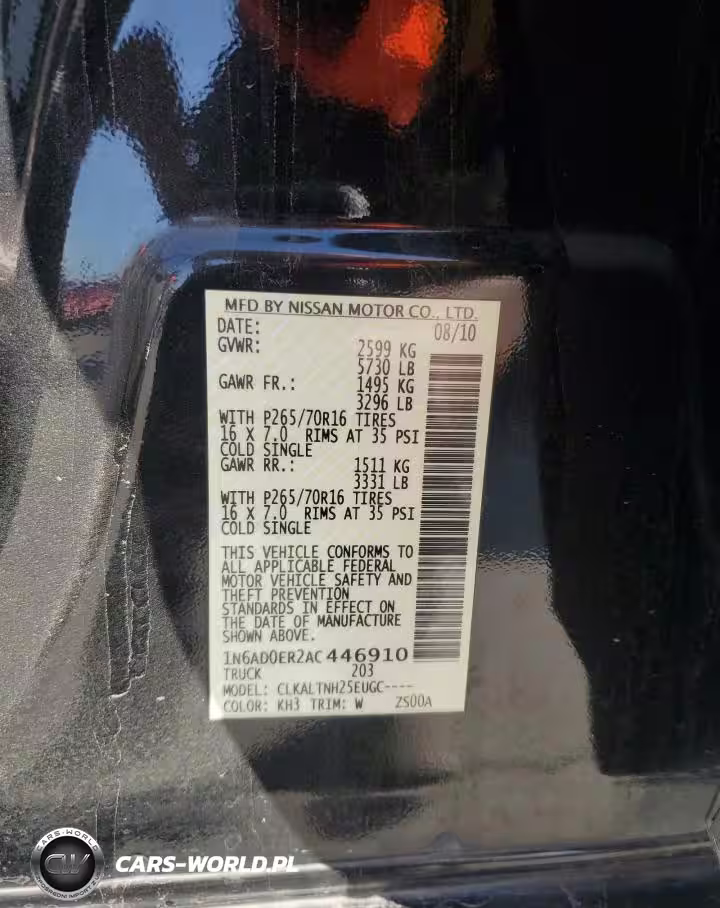 MFD BY NISSAN MOTOR CO., LTD.
DATE: 08/10
GVWR: 2599 KG
5730 LB
GAWR FR.: 1495 KG
3296 LB
WITH P265/70R16 TIRES
16 X 7.0 RIMS AT 35 PSI
COLD SINGLE
GAWR RR.: 1511 KG
3331 LB
WITH P265/70R16 TIRES
16 X 7.0 RIMS AT 35 PSI
COLD SINGLE
THIS VEHICLE CONFORMS TO
ALL APPLICABLE FEDERAL
MOTOR VEHICLE SAFETY AND
THEFT PREVENTION
STANDARDS IN EFFECT ON
THE DATE OF MANUFACTURE
SHOWN ABOVE.
1N6AD0ER2AC446910
TRUCK 203
MODEL: CLKALTNH25EUGC----
COLOR: KH3 TRIM: W ZS00A
CARS-WORLD
CW
CARS-WORLD.PL